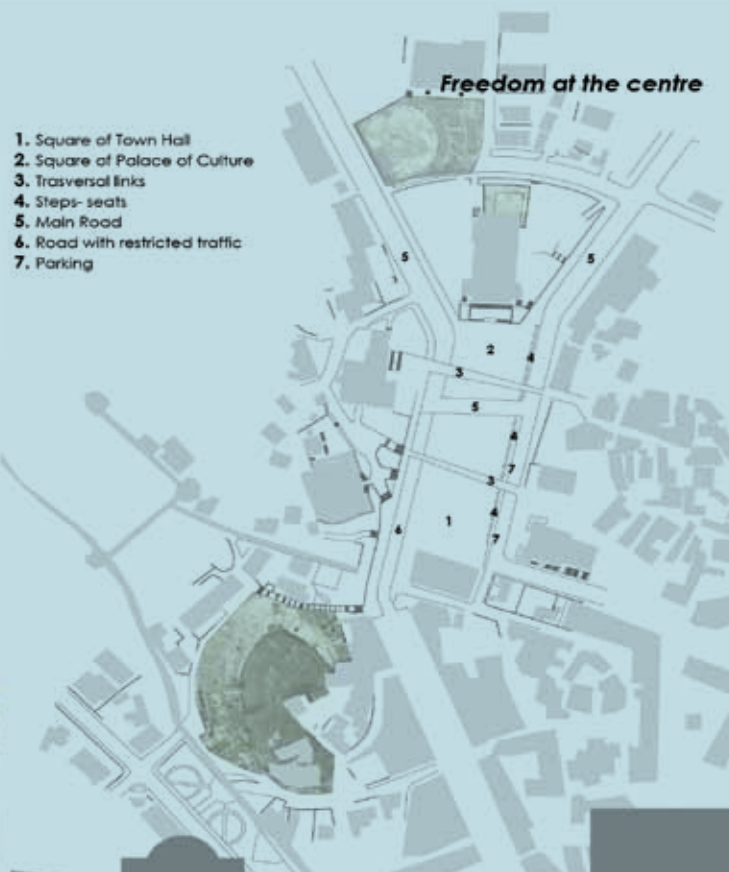 Freedom at the centre
1. Square of Town Hall
2. Square of Palace of Culture
3. Trasversal links
4. Steps- seats
5. Main Road
6. Road with restricted traffic
7. Parking
5
5
2
4
3
5
4
7
3
4
1
6
7